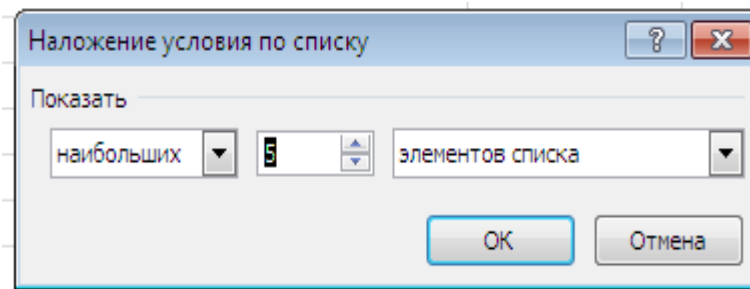 Наложение условия по списку
Показать
наибольших 5 элементов списка
ОК Отмена